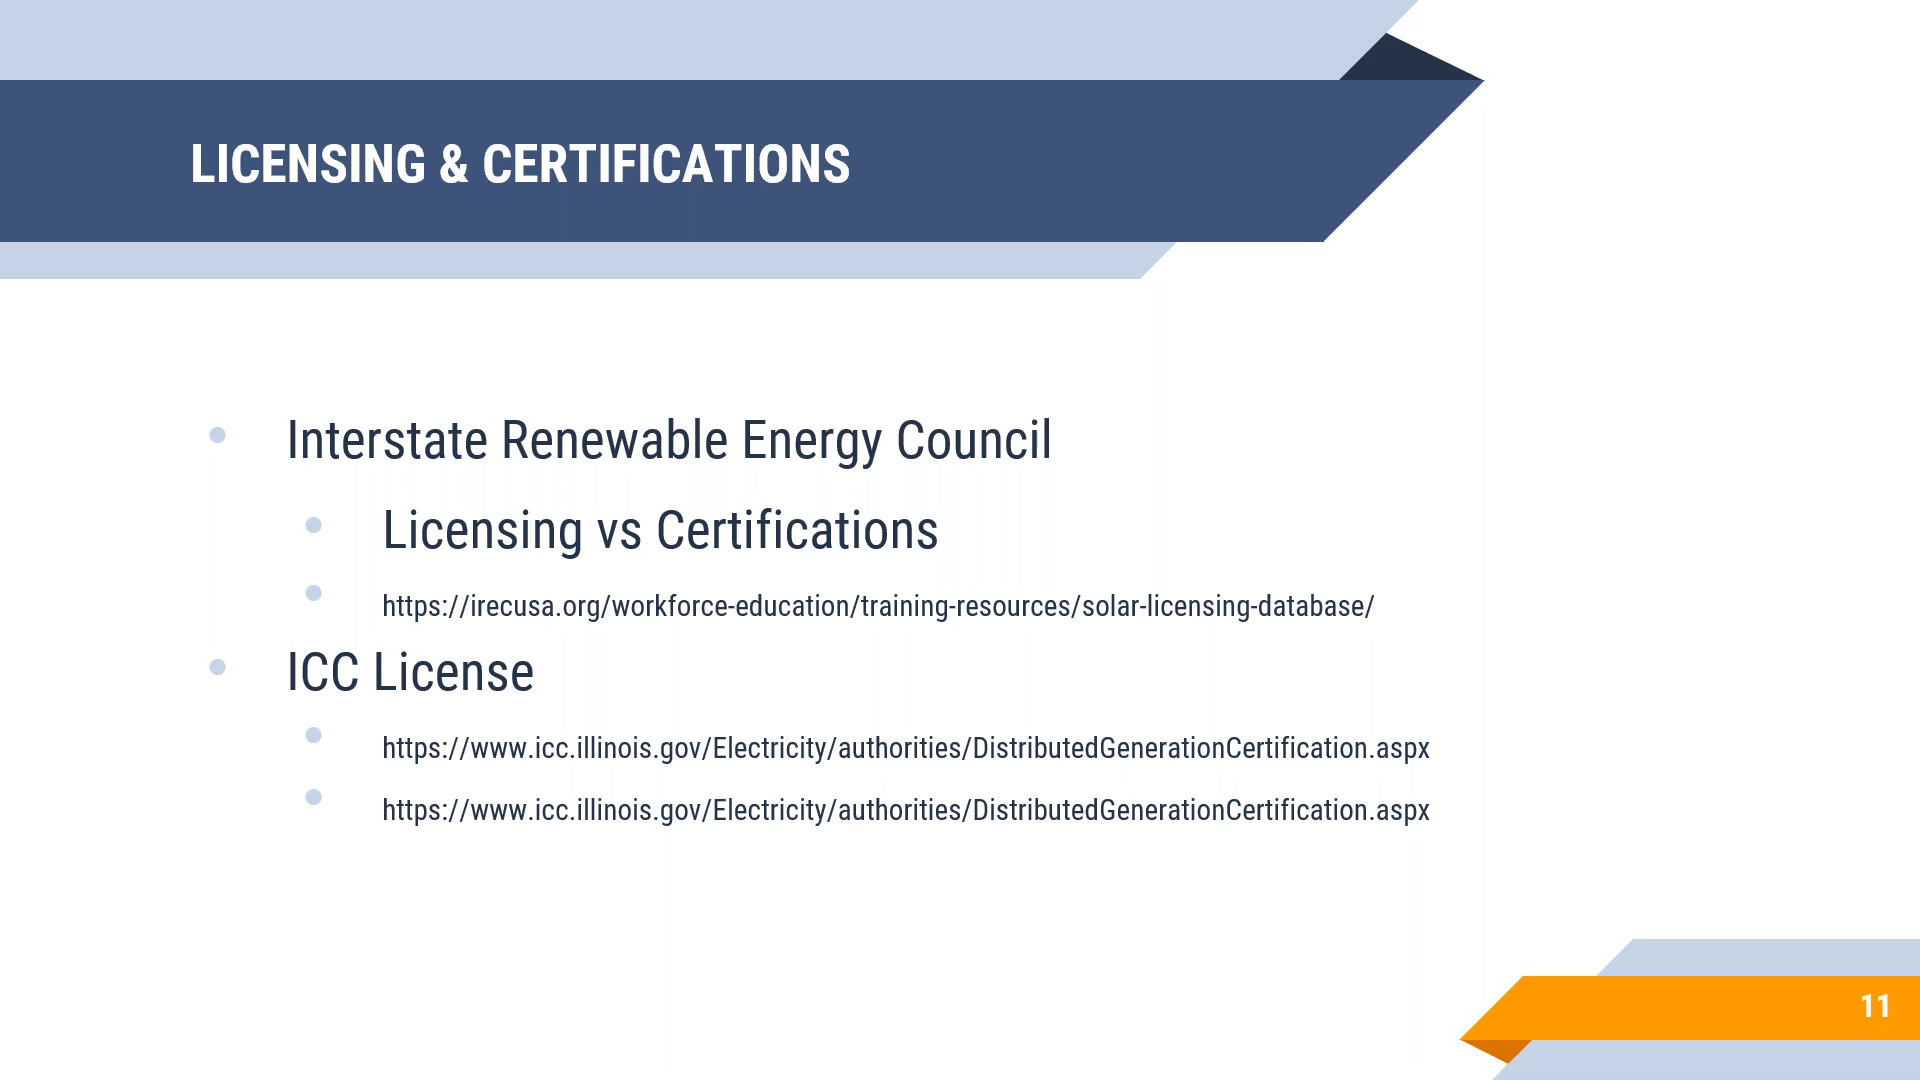 LICENSING & CERTIFICATIONS
Interstate Renewable Energy Council
Licensing vs Certifications
https://irecusa.org/workforce-education/training-resources/solar-licensing-database/
ICC License
https://www.icc.illinois.gov/Electricity/authorities/DistributedGenerationCertification.aspx
https://www.icc.illinois.gov/Electricity/authorities/DistributedGenerationCertification.aspx
11